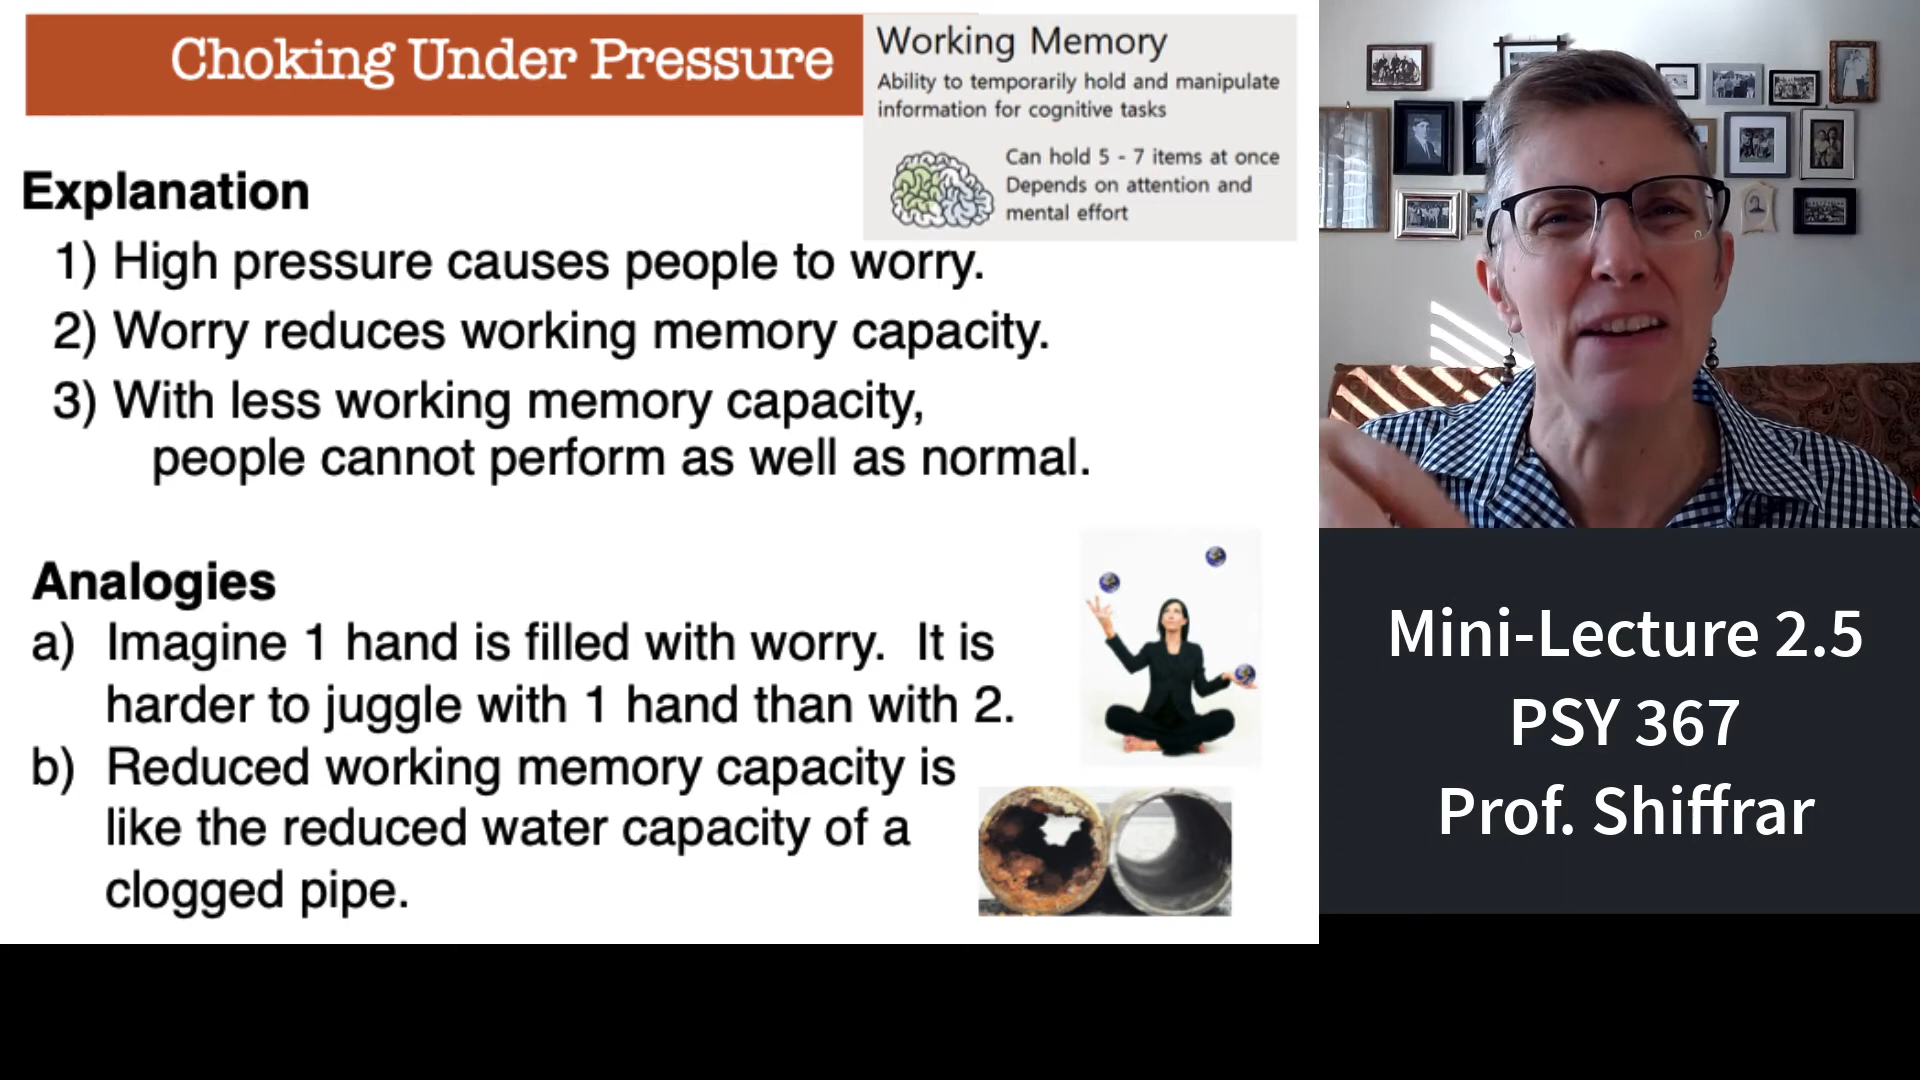 Choking Under Pressure
Working Memory
Ability to temporarily hold and manipulate
information for cognitive tasks
Can hold 5 - 7 items at once
Depends on attention and
mental effort
Explanation
1) High pressure causes people to worry.
2) Worry reduces working memory capacity.
3) With less working memory capacity,
people cannot perform as well as normal.
Analogies
a) Imagine 1 hand is filled with worry. It is
harder to juggle with 1 hand than with 2.
b) Reduced working memory capacity is
like the reduced water capacity of a
clogged pipe.
Mini-Lecture 2.5
PSY 367
Prof. Shiffrar